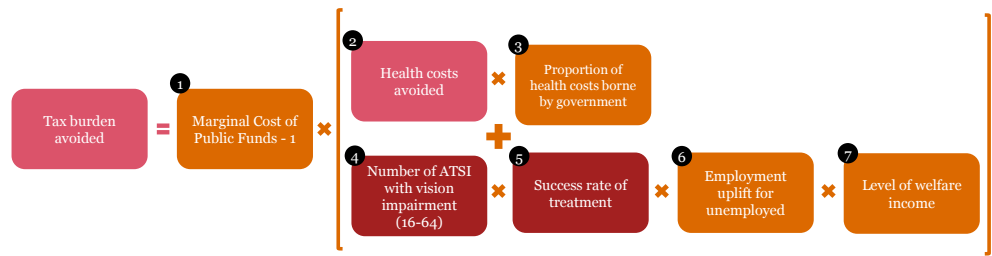 2
Health costs
avoided
×
3
Proportion of
health costs borne
by government
Tax burden
avoided
=
1
Marginal Cost of
Public Funds - 1
×
+
4
Number of ATSI
with vision
impairment
(16-64)
×
5
Success rate of
treatment
×
6
Employment
uplift for
unemployed
×
7
Level of welfare
income